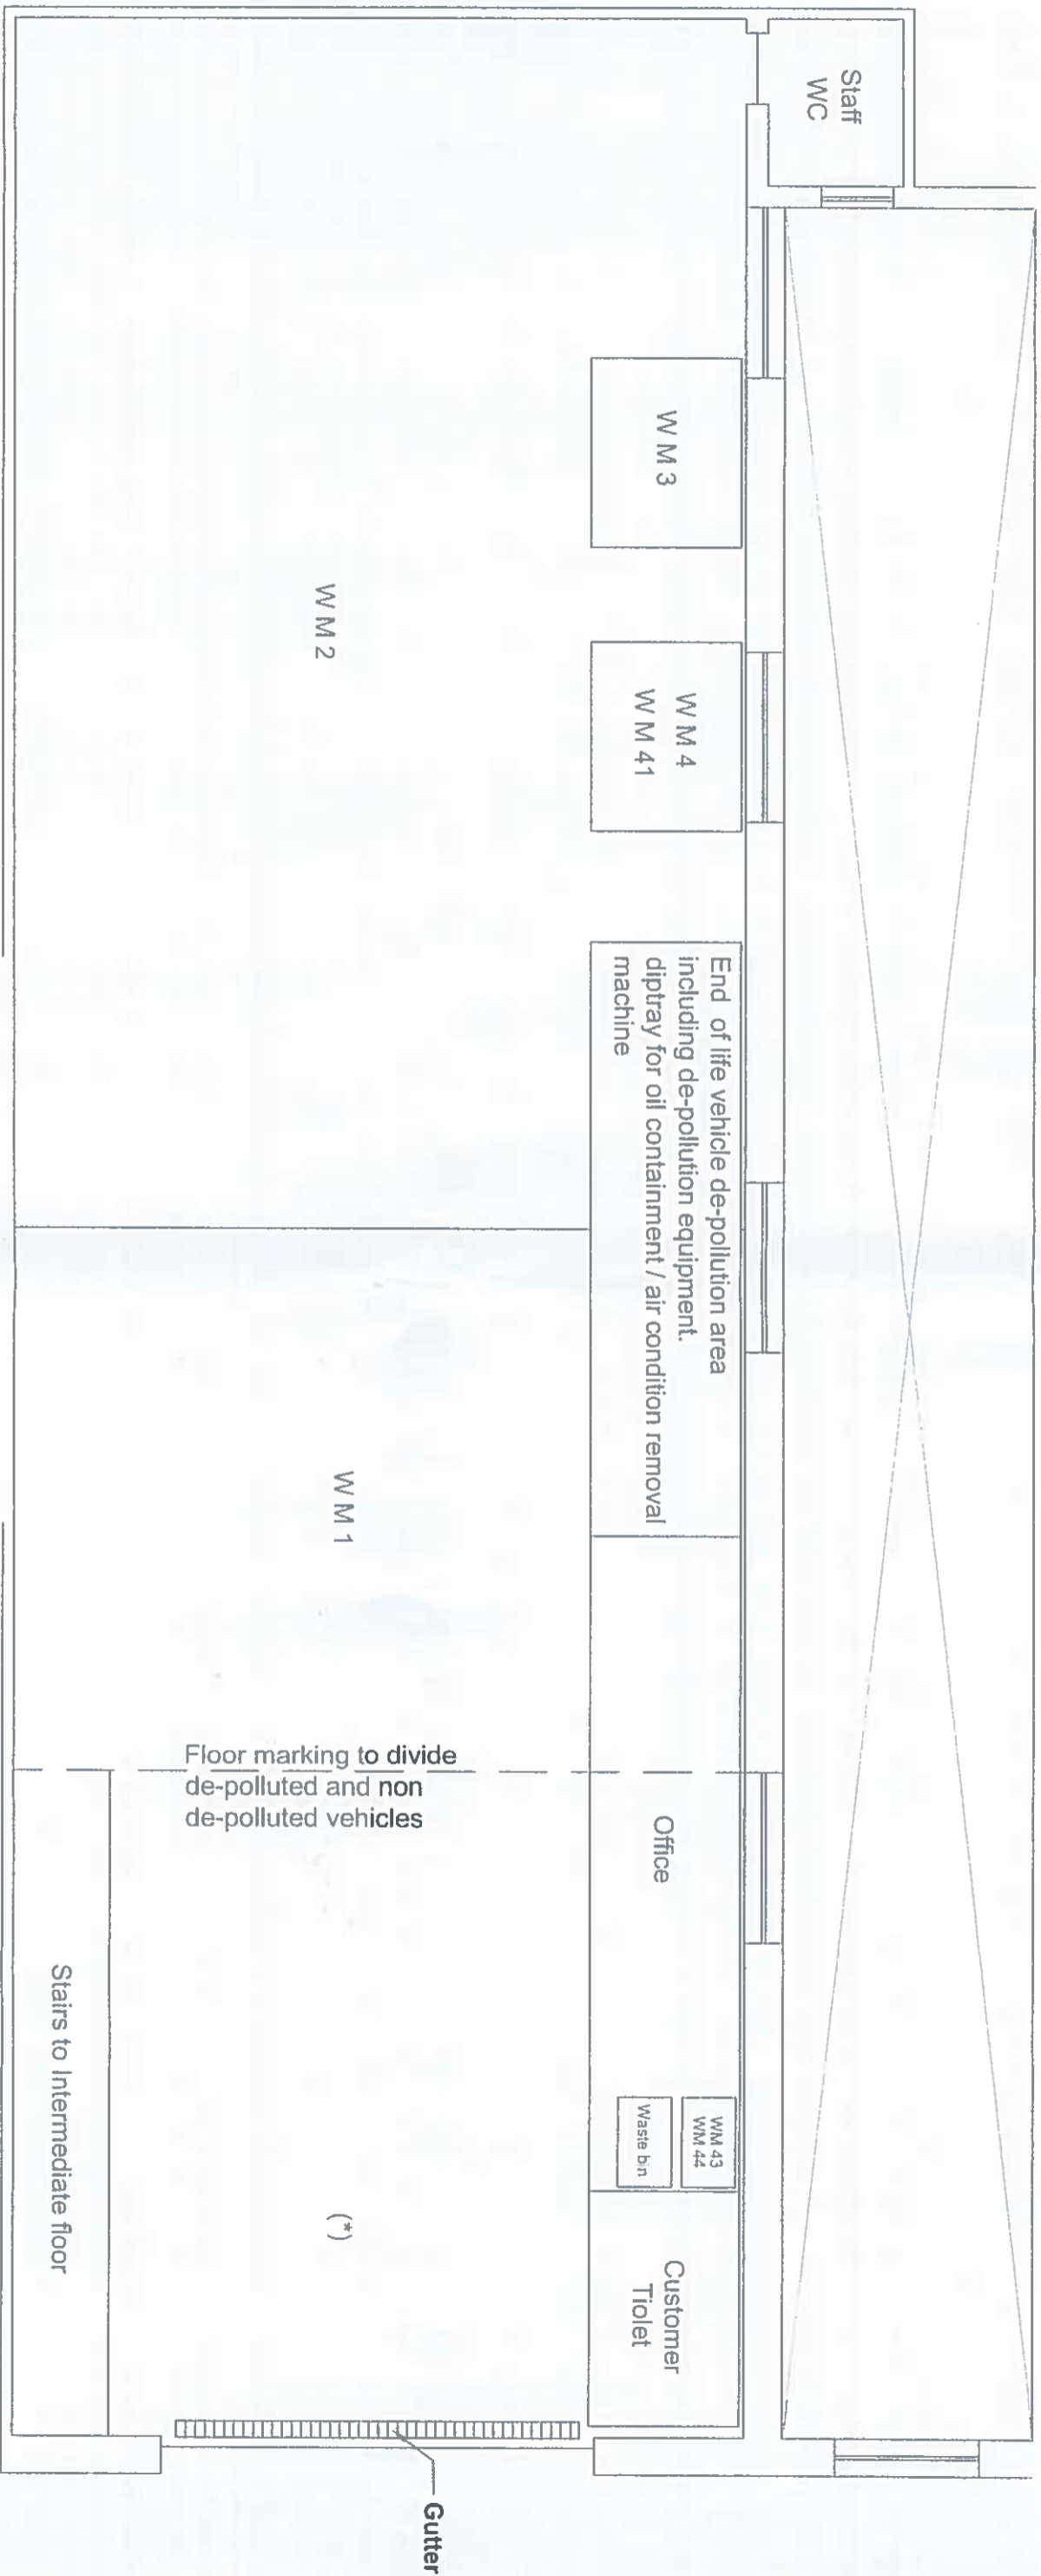 Staff
WC
W M 3
W M 2
W M 4
W M 41
End of life vehicle de-pollution area
including de-pollution equipment.
diptray for oil containment / air condition removal
machine
W M 1
Floor marking to divide
de-polluted and non
de-polluted vehicles
Office
WM 43
WM 44
Waste bin
Stairs to Intermediate floor
(*)
Customer
Tiolet
Gutter